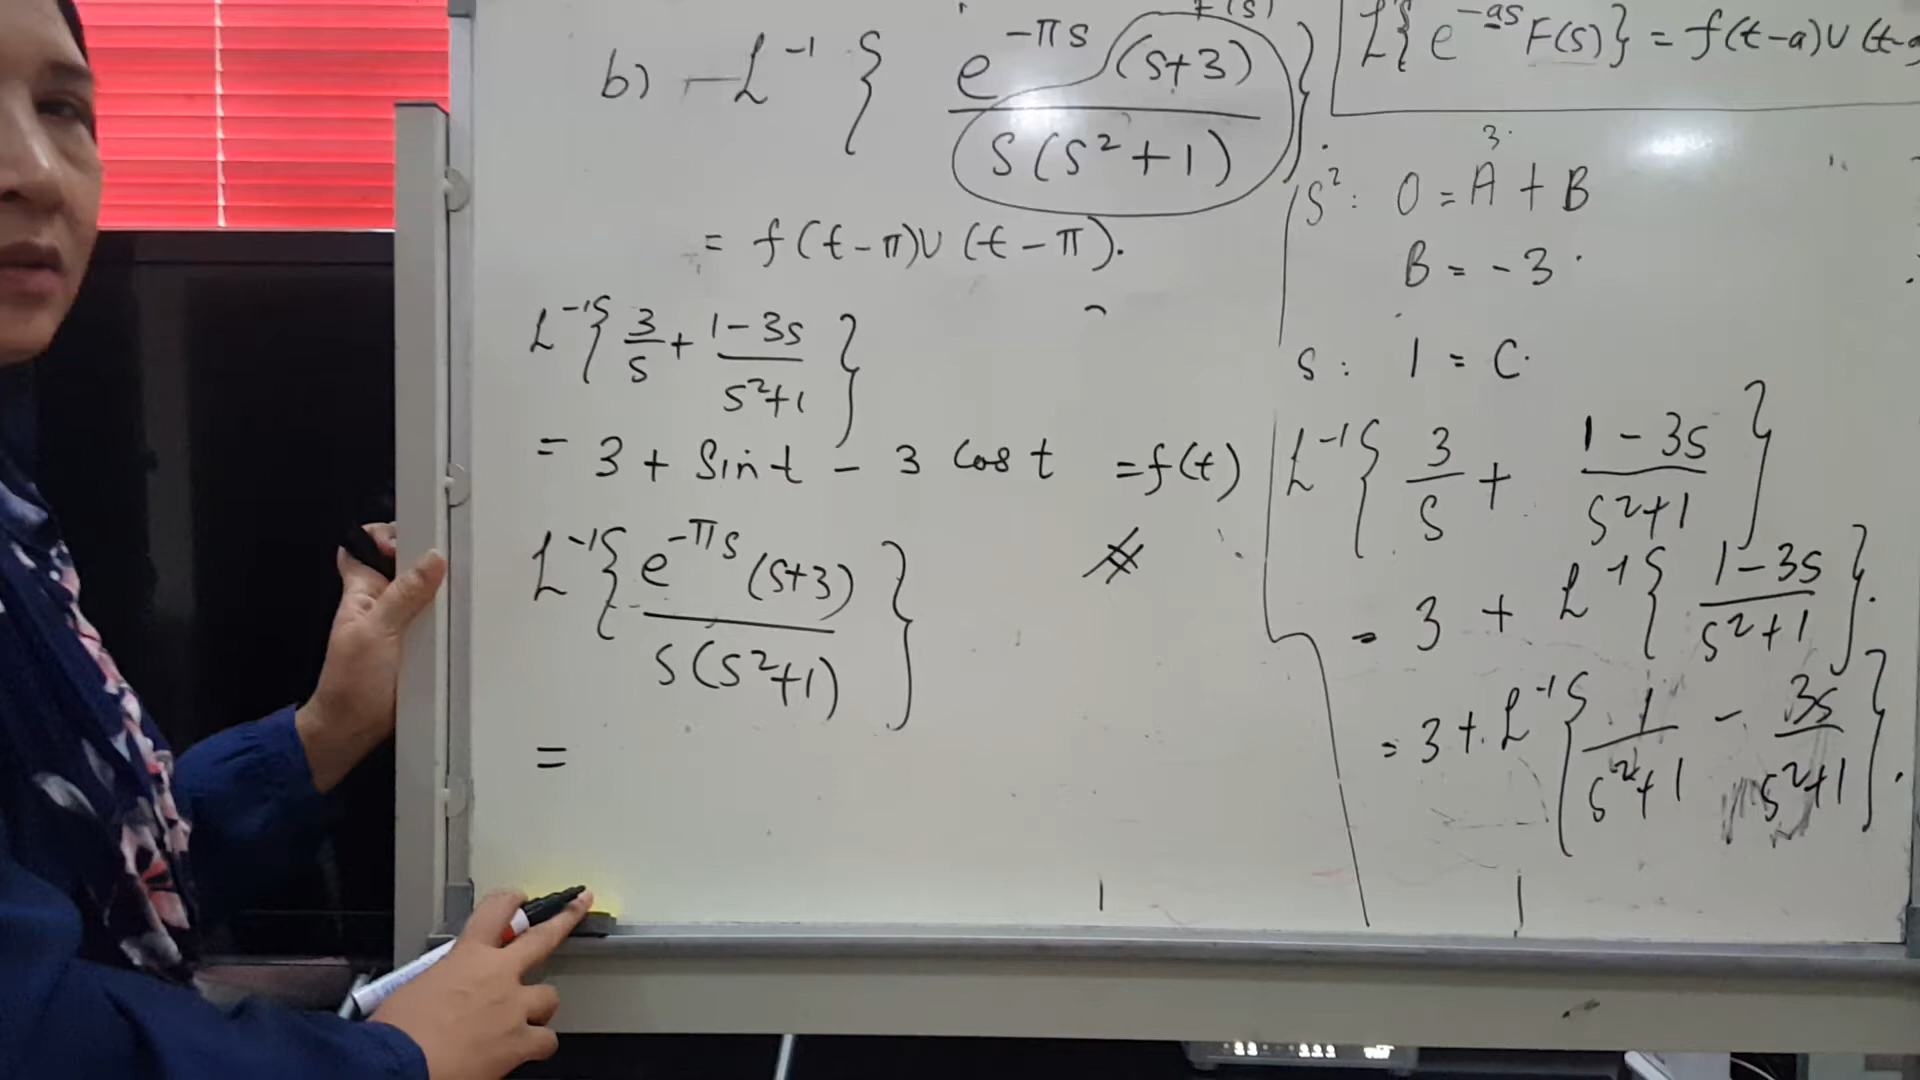 b) ℒ⁻¹ { e^{-πs} (s+3) / s(s²+1) }
= f(t-π)U(t-π).
ℒ⁻¹{ 3/s + (1-3s)/(s²+1) }
= 3 + sin t - 3 cos t = f(t)
ℒ⁻¹{ e^{-πs} (s+3) / s(s²+1) }
=
ℒ{ e^{-as} F(s)} = f(t-a)U(t-a
3
s²: 0 = A + B
B = -3
s: 1 = C.
ℒ⁻¹{ 3/s + (1-3s)/(s²+1) }
= 3 + ℒ⁻¹{ (1-3s)/(s²+1) }.
= 3 + ℒ⁻¹{ 1/(s²+1) - 3s/(s²+1) }.